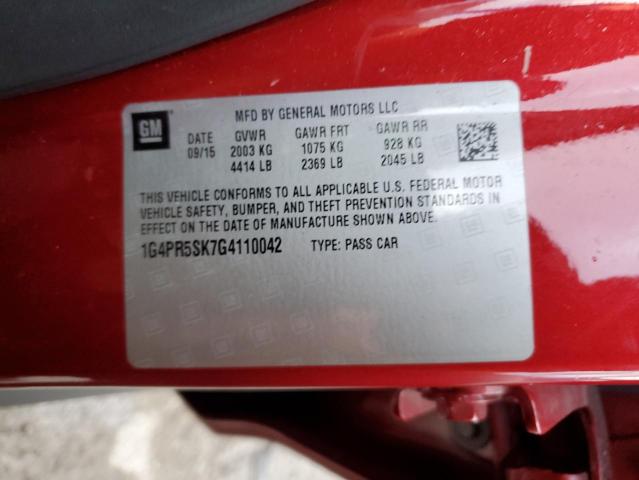 GM
MFD BY GENERAL MOTORS LLC
DATE GVWR GAWR FRT GAWR RR
09/15 2003 KG 1075 KG 928 KG
4414 LB 2369 LB 2045 LB
THIS VEHICLE CONFORMS TO ALL APPLICABLE U.S. FEDERAL MOTOR
VEHICLE SAFETY, BUMPER, AND THEFT PREVENTION STANDARDS IN
EFFECT ON THE DATE OF MANUFACTURE SHOWN ABOVE.
1G4PR5SK7G4110042 TYPE: PASS CAR